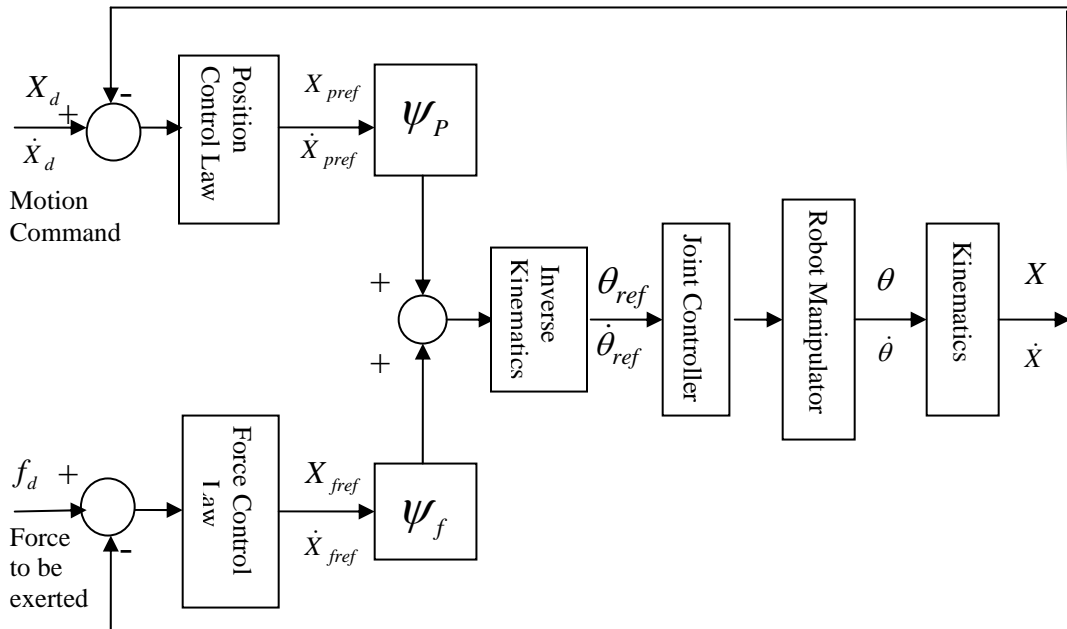 -
X_d
+
Ẋ_d
Motion
Command
Position
Control Law
X_pref
Ẋ_pref
ψ_P
+
+
Inverse
Kinematics
θ_ref
θ̇_ref
Joint Controller
Robot Manipulator
θ
θ̇
Kinematics
X
Ẋ
f_d
+
-
Force
to be
exerted
Force Control
Law
X_fref
Ẋ_fref
ψ_f